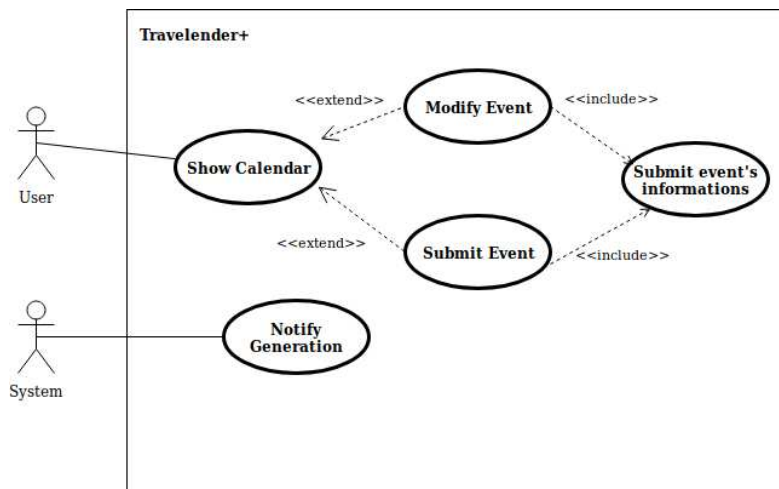 Travelender+
<<extend>>
Modify Event
<<include>>
User
Show Calendar
Submit event's
informations
<<extend>>
Submit Event
<<include>>
System
Notify
Generation